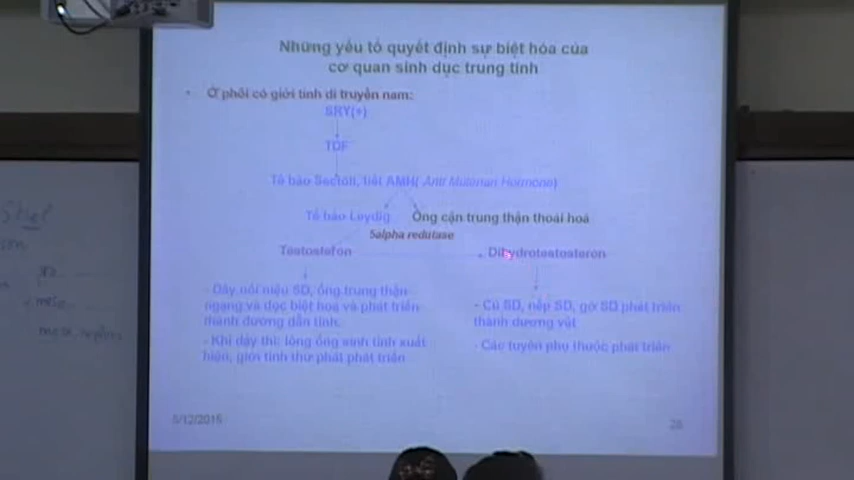 Những yếu tố quyết định sự biệt hóa của
cơ quan sinh dục trung tính
• Ở phôi có giới tính di truyền nam:
SRY(+)
TDF
Tế bào Sectoli, tiết AMH( Anti Mulerian Hormone)
Tế bào Leydig
Ống cận trung thận thoái hoá
5alpha redutase
Testosteron
Dihydrotestosteron
- Dây nối niệu SD, ống trung thận
ngang và dọc biệt hoá và phát triển
thành đường dẫn tinh.
- Khi dậy thì: lòng ống sinh tinh xuất
hiện, giới tính thứ phát phát triển
- Củ SD, nếp SD, gờ SD phát triển
thành dương vật
- Các tuyến phụ thuộc phát triển
5/12/2015
28